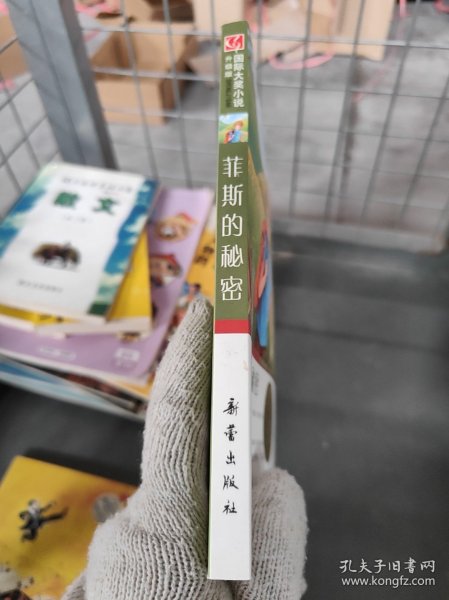 国际大奖小说
升级版
菲斯的秘密
新蕾出版社
散文
孔夫子旧书网
www.kongfz.com